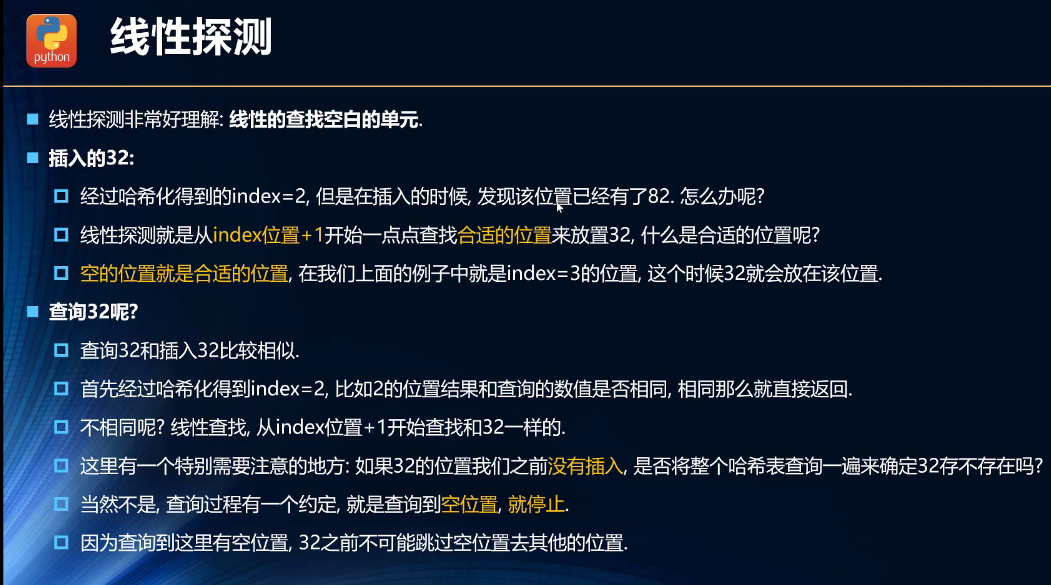 python
线性探测
线性探测非常好理解: 线性的查找空白的单元.
插入的32:
经过哈希化得到的index=2, 但是在插入的时候, 发现该位置已经有了82. 怎么办呢?
线性探测就是从index位置+1开始一点点查找合适的位置来放置32, 什么是合适的位置呢?
空的位置就是合适的位置, 在我们上面的例子中就是index=3的位置, 这个时候32就会放在该位置.
查询32呢?
查询32和插入32比较相似.
首先经过哈希化得到index=2, 比如2的位置结果和查询的数值是否相同, 相同那么就直接返回.
不相同呢? 线性查找, 从index位置+1开始查找和32一样的.
这里有一个特别需要注意的地方: 如果32的位置我们之前没有插入, 是否将整个哈希表查询一遍来确定32存不存在吗?
当然不是, 查询过程有一个约定, 就是查询到空位置, 就停止.
因为查询到这里有空位置, 32之前不可能跳过空位置去其他的位置.